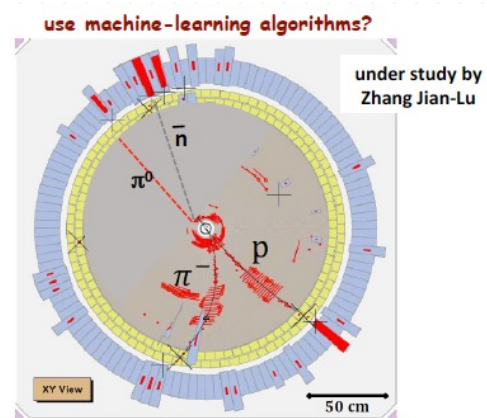 use machine-learning algorithms?
under study by
Zhang Jian-Lu
n̅
π⁰
p
π⁻
XY View
50 cm